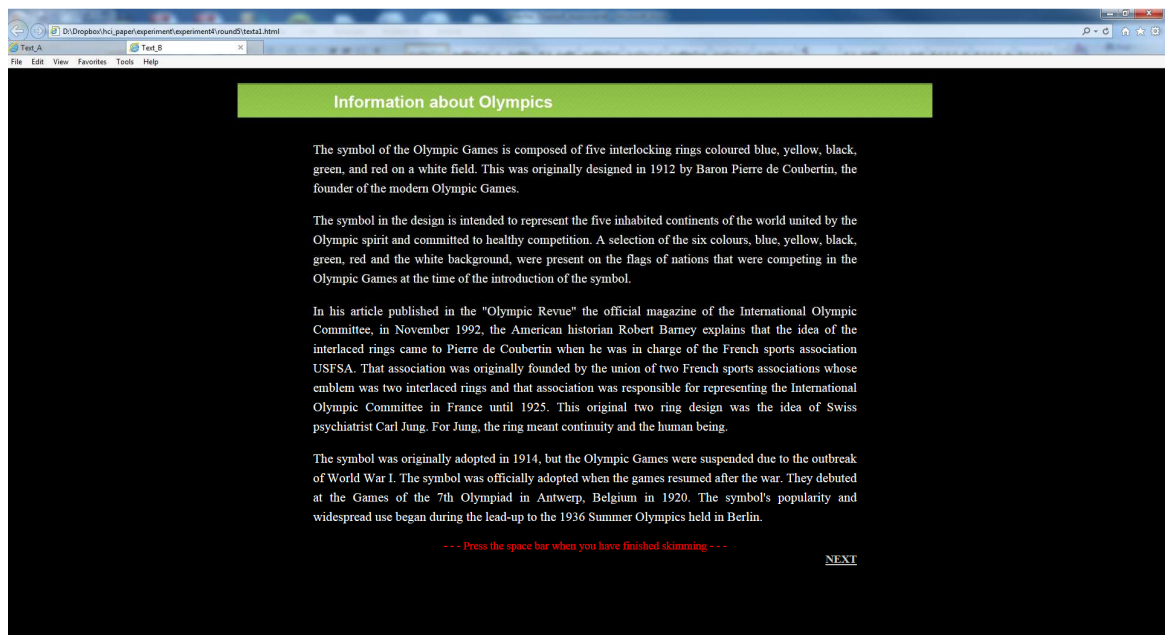 D:\Dropbox\hci_paper\experiment\experiment4\round5\texta1.html
Text_A
Text_B
File Edit View Favorites Tools Help
Information about Olympics
The symbol of the Olympic Games is composed of five interlocking rings coloured blue, yellow, black,
green, and red on a white field. This was originally designed in 1912 by Baron Pierre de Coubertin, the
founder of the modern Olympic Games.
The symbol in the design is intended to represent the five inhabited continents of the world united by the
Olympic spirit and committed to healthy competition. A selection of the six colours, blue, yellow, black,
green, red and the white background, were present on the flags of nations that were competing in the
Olympic Games at the time of the introduction of the symbol.
In his article published in the "Olympic Revue" the official magazine of the International Olympic
Committee, in November 1992, the American historian Robert Barney explains that the idea of the
interlaced rings came to Pierre de Coubertin when he was in charge of the French sports association
USFSA. That association was originally founded by the union of two French sports associations whose
emblem was two interlaced rings and that association was responsible for representing the International
Olympic Committee in France until 1925. This original two ring design was the idea of Swiss
psychiatrist Carl Jung. For Jung, the ring meant continuity and the human being.
The symbol was originally adopted in 1914, but the Olympic Games were suspended due to the outbreak
of World War I. The symbol was officially adopted when the games resumed after the war. They debuted
at the Games of the 7th Olympiad in Antwerp, Belgium in 1920. The symbol's popularity and
widespread use began during the lead-up to the 1936 Summer Olympics held in Berlin.
- - - Press the space bar when you have finished skimming - - -
NEXT